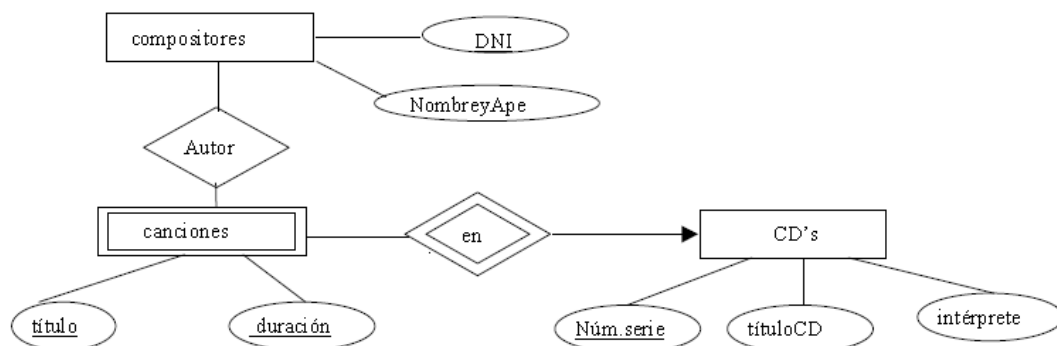 compositores
DNI
NombreyApe
Autor
canciones
en
CD's
título
duración
Núm.serie
títuloCD
intérprete